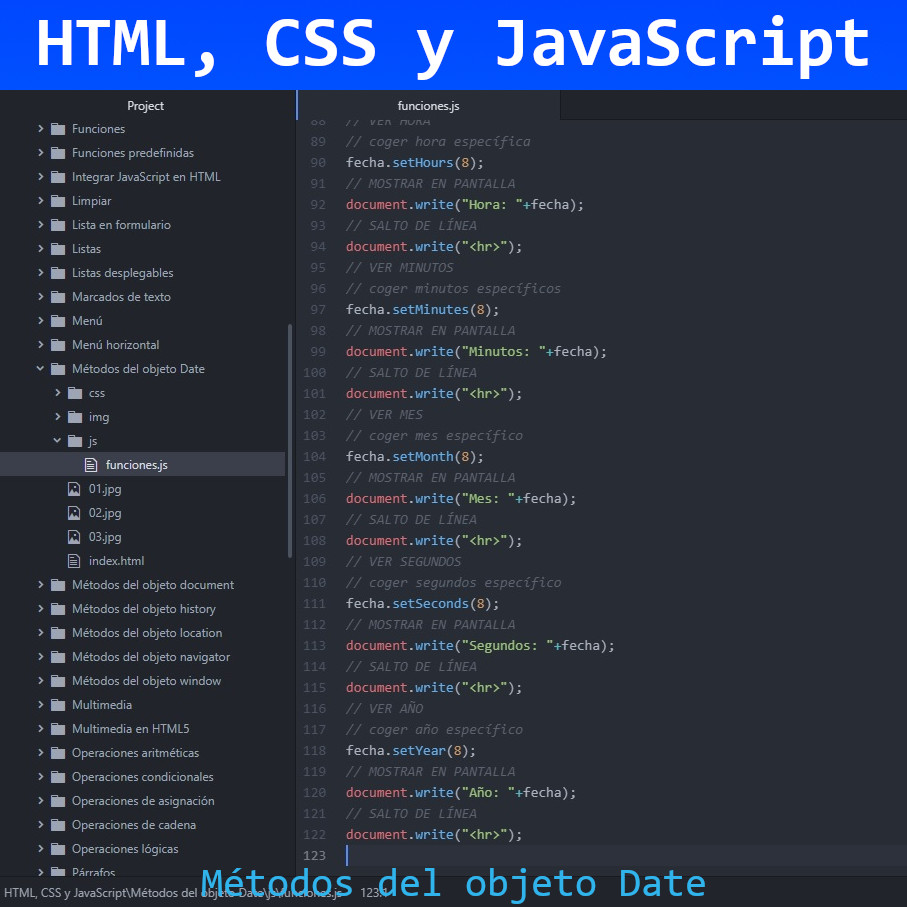 HTML, CSS y JavaScript
Project
Funciones
Funciones predefinidas
Integrar JavaScript en HTML
Limpiar
Lista en formulario
Listas
Listas desplegables
Marcados de texto
Menú
Menú horizontal
Métodos del objeto Date
css
img
js
funciones.js
01.jpg
02.jpg
03.jpg
index.html
Métodos del objeto document
Métodos del objeto history
Métodos del objeto location
Métodos del objeto navigator
Métodos del objeto window
Multimedia
Multimedia en HTML5
Operaciones aritméticas
Operaciones condicionales
Operaciones de asignación
Operaciones de cadena
Operaciones lógicas
Párrafos
funciones.js
88 // VER HORA
89 // coger hora específica
90 fecha.setHours(8);
91 // MOSTRAR EN PANTALLA
92 document.write("Hora: "+fecha);
93 // SALTO DE LÍNEA
94 document.write("<hr>");
95 // VER MINUTOS
96 // coger minutos específicos
97 fecha.setMinutes(8);
98 // MOSTRAR EN PANTALLA
99 document.write("Minutos: "+fecha);
100 // SALTO DE LÍNEA
101 document.write("<hr>");
102 // VER MES
103 // coger mes específico
104 fecha.setMonth(8);
105 // MOSTRAR EN PANTALLA
106 document.write("Mes: "+fecha);
107 // SALTO DE LÍNEA
108 document.write("<hr>");
109 // VER SEGUNDOS
110 // coger segundos específico
111 fecha.setSeconds(8);
112 // MOSTRAR EN PANTALLA
113 document.write("Segundos: "+fecha);
114 // SALTO DE LÍNEA
115 document.write("<hr>");
116 // VER AÑO
117 // coger año específico
118 fecha.setYear(8);
119 // MOSTRAR EN PANTALLA
120 document.write("Año: "+fecha);
121 // SALTO DE LÍNEA
122 document.write("<hr>");
123
HTML, CSS y JavaScript\Métodos del objeto Date\js\funciones.js 123:1
Métodos del objeto Date